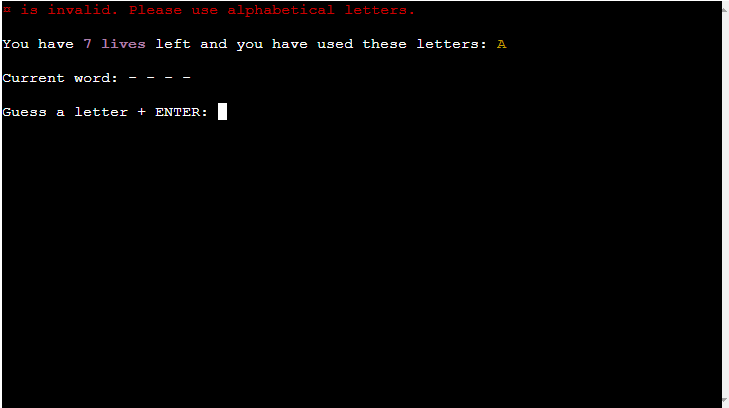 ¤ is invalid. Please use alphabetical letters.
You have 7 lives left and you have used these letters: A
Current word: - - - -
Guess a letter + ENTER: